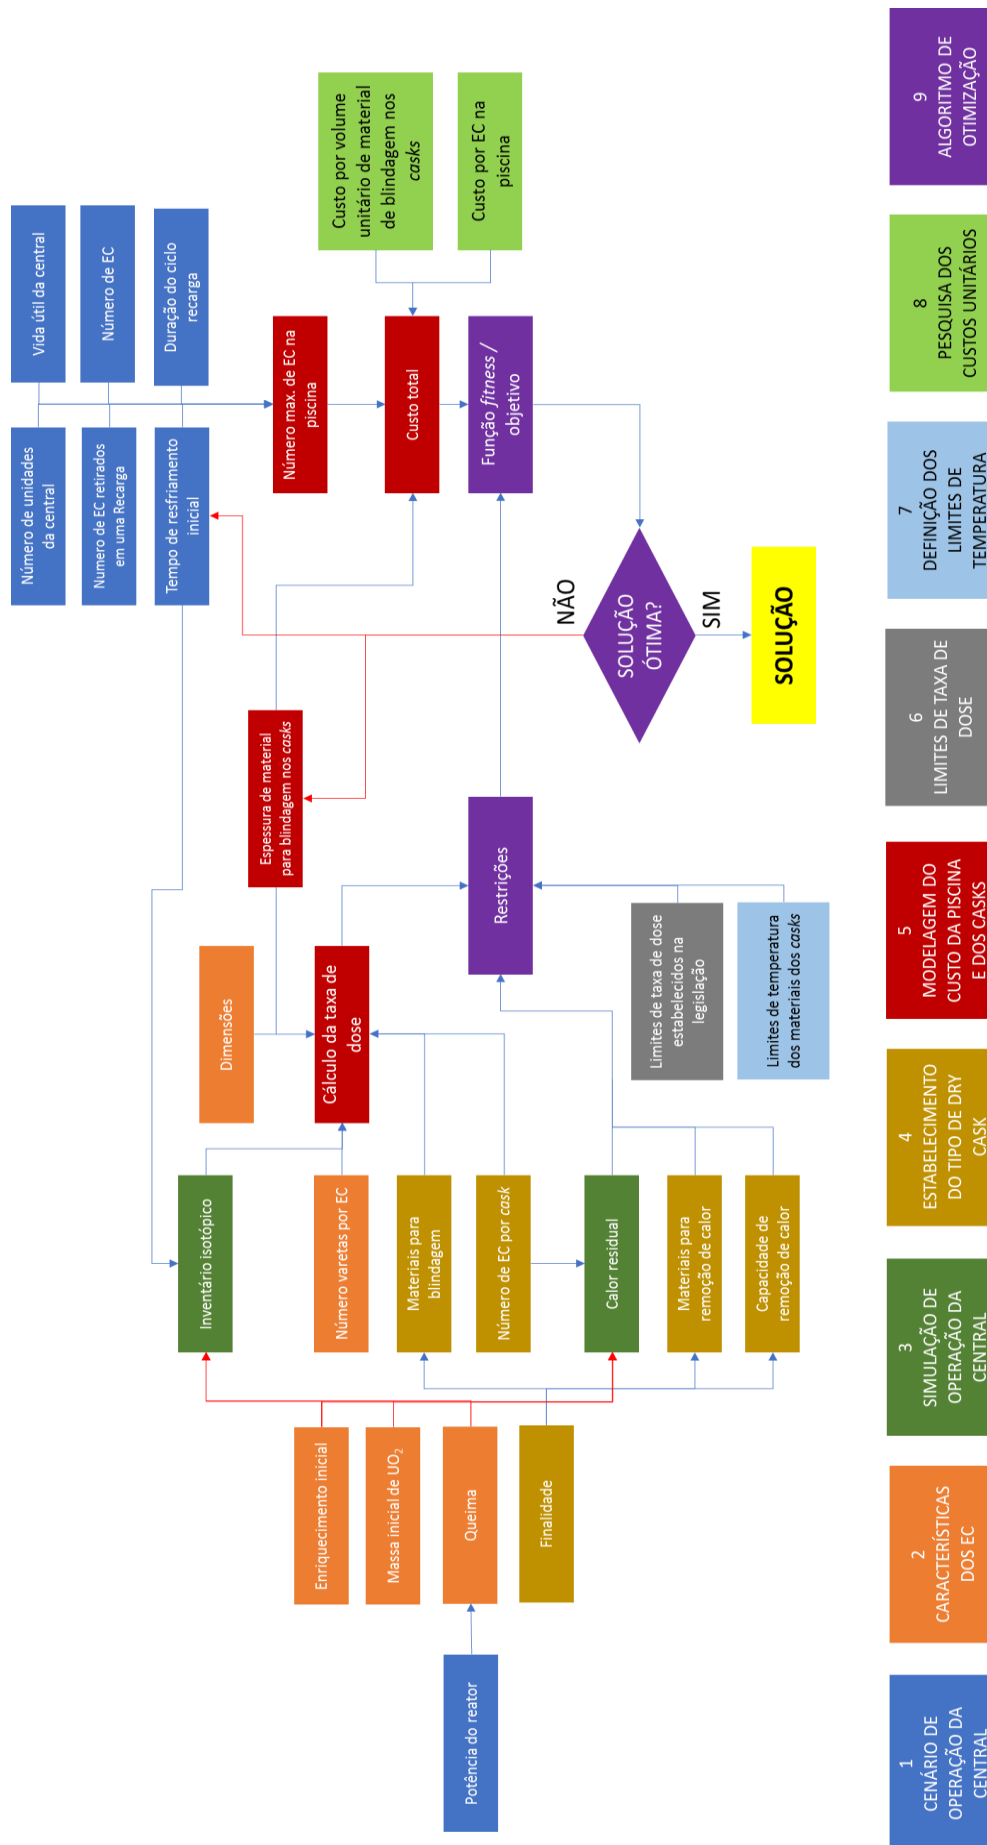 Potência do reator
Enriquecimento inicial
Massa inicial de UO₂
Queima
Finalidade
Inventário isotópico
Número varetas por EC
Materiais para
blindagem
Número de EC por cask
Calor residual
Materiais para
remoção de calor
Capacidade de
remoção de calor
Dimensões
Cálculo da taxa de
dose
Espessura de material
para blindagem nos casks
Restrições
Limites de taxa de dose
estabelecidos na
legislação
Limites de temperatura
dos materiais dos casks
Número de unidades
da central
Numero de EC retirados
em uma Recarga
Tempo de resfriamento
inicial
Vida útil da central
Número de EC
Duração do ciclo
recarga
Número max. de EC na
piscina
Custo total
Função fitness /
objetivo
Custo por volume
unitário de material
de blindagem nos
casks
Custo por EC na
piscina
SOLUÇÃO
ÓTIMA?
NÃO
SIM
SOLUÇÃO
1
CENÁRIO DE
OPERAÇÃO DA
CENTRAL
2
CARACTERÍSTICAS
DOS EC
3
SIMULAÇÃO DE
OPERAÇÃO DA
CENTRAL
4
ESTABELECIMENTO
DO TIPO DE DRY
CASK
5
MODELAGEM DO
CUSTO DA PISCINA
E DOS CASKS
6
LIMITES DE TAXA DE
DOSE
7
DEFINIÇÃO DOS
LIMITES DE
TEMPERATURA
8
PESQUISA DOS
CUSTOS UNITÁRIOS
9
ALGORITMO DE
OTIMIZAÇÃO